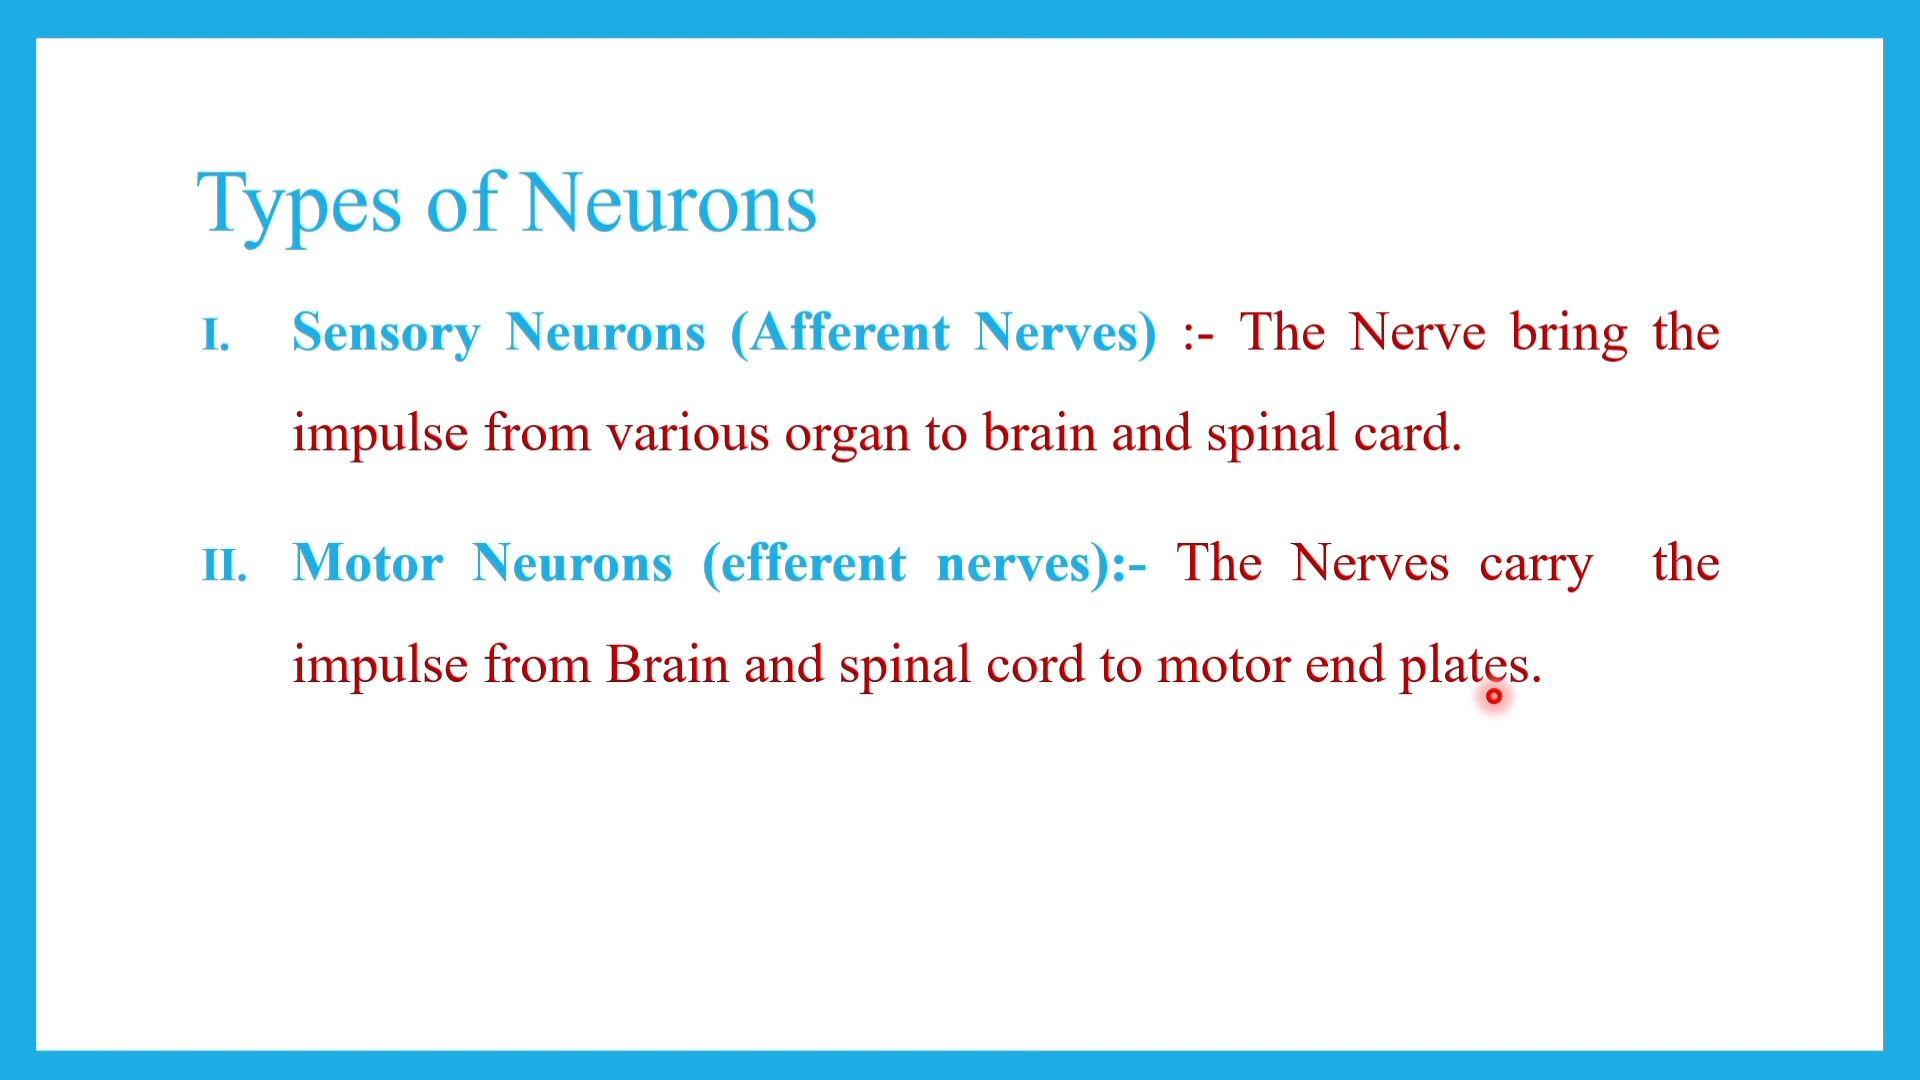 Types of Neurons
I. Sensory Neurons (Afferent Nerves) :- The Nerve bring the
impulse from various organ to brain and spinal card.
II. Motor Neurons (efferent nerves):- The Nerves carry the
impulse from Brain and spinal cord to motor end plates.